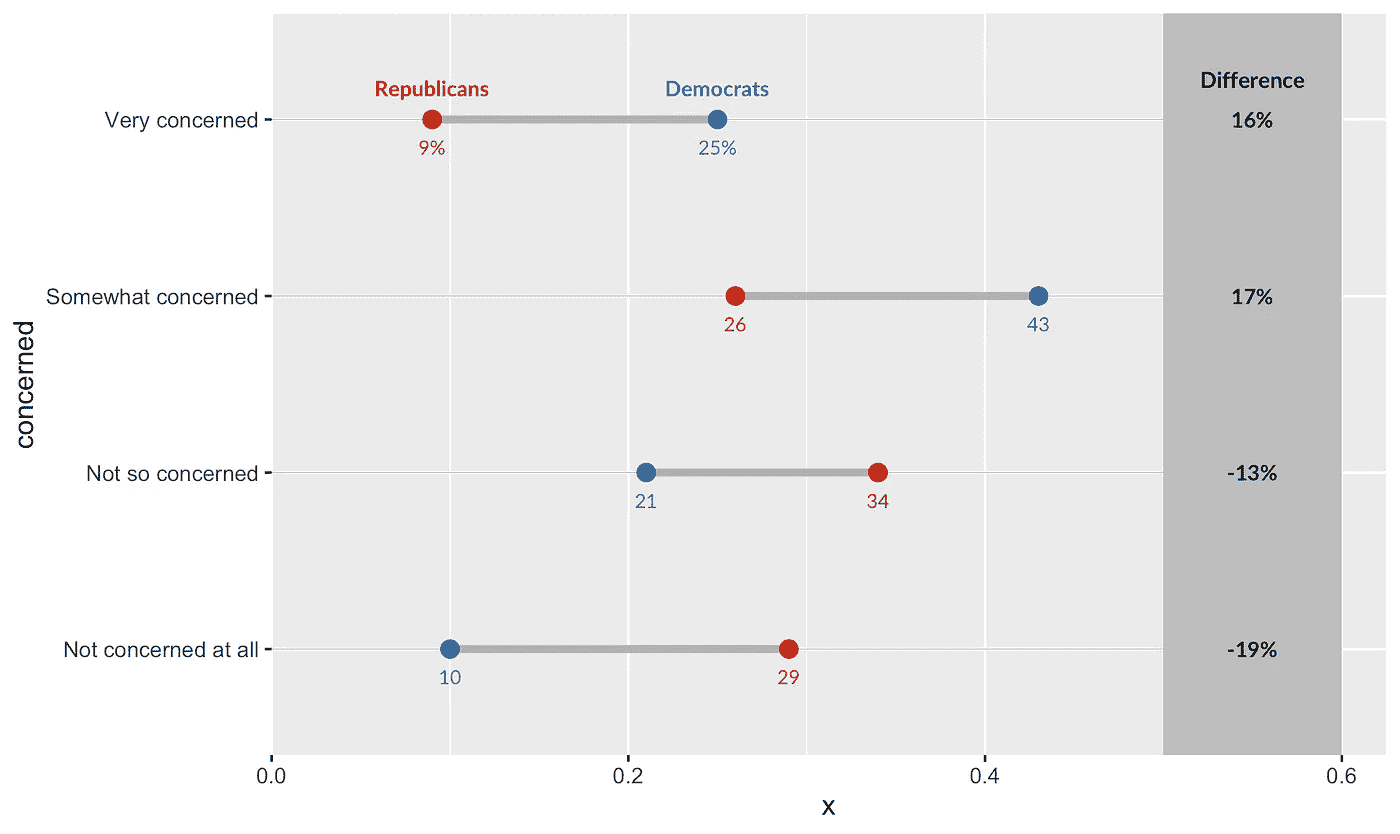 Republicans Democrats Difference
Very concerned 16%
9% 25%
Somewhat concerned 17%
26 43
concerned
Not so concerned -13%
21 34
Not concerned at all -19%
10 29
0.0 0.2 0.4 0.6
x